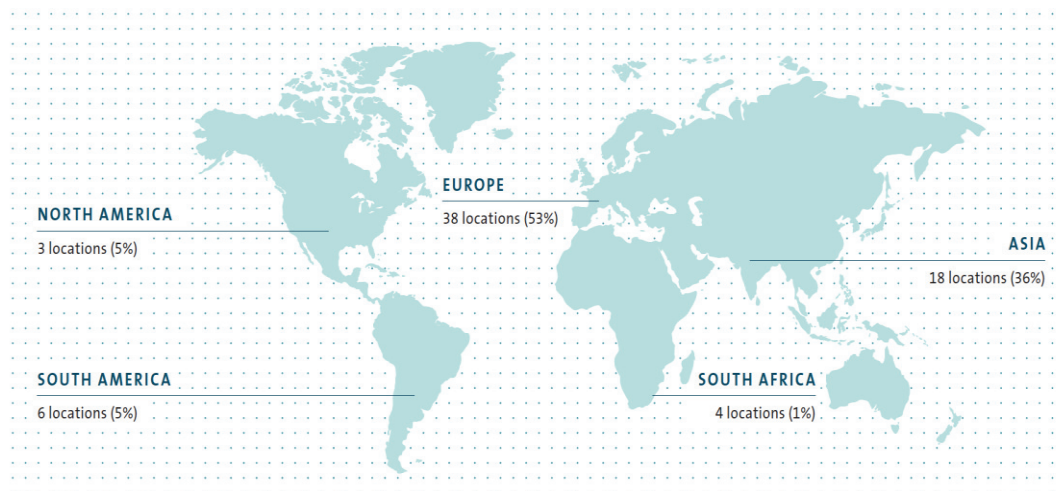 EUROPE
38 locations (53%)
NORTH AMERICA
3 locations (5%)
ASIA
18 locations (36%)
SOUTH AMERICA
6 locations (5%)
SOUTH AFRICA
4 locations (1%)